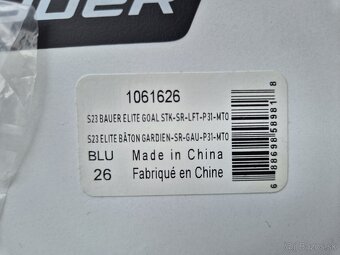 BAUER
1061626
S23 BAUER ELITE GOAL STK-SR-LFT-P31-MTO
S23 ELITE BÂTON GARDIEN-SR-GAU-P31-MTO
BLU Made in China
26 Fabriqué en Chine
6 88698 58981 8